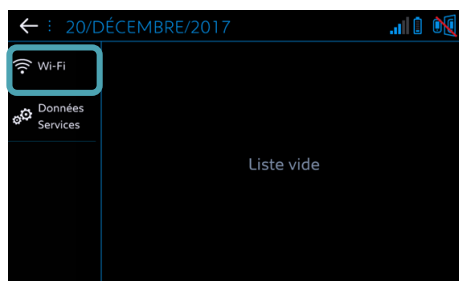 20/DÉCEMBRE/2017
Wi-Fi
Données
Services
Liste vide